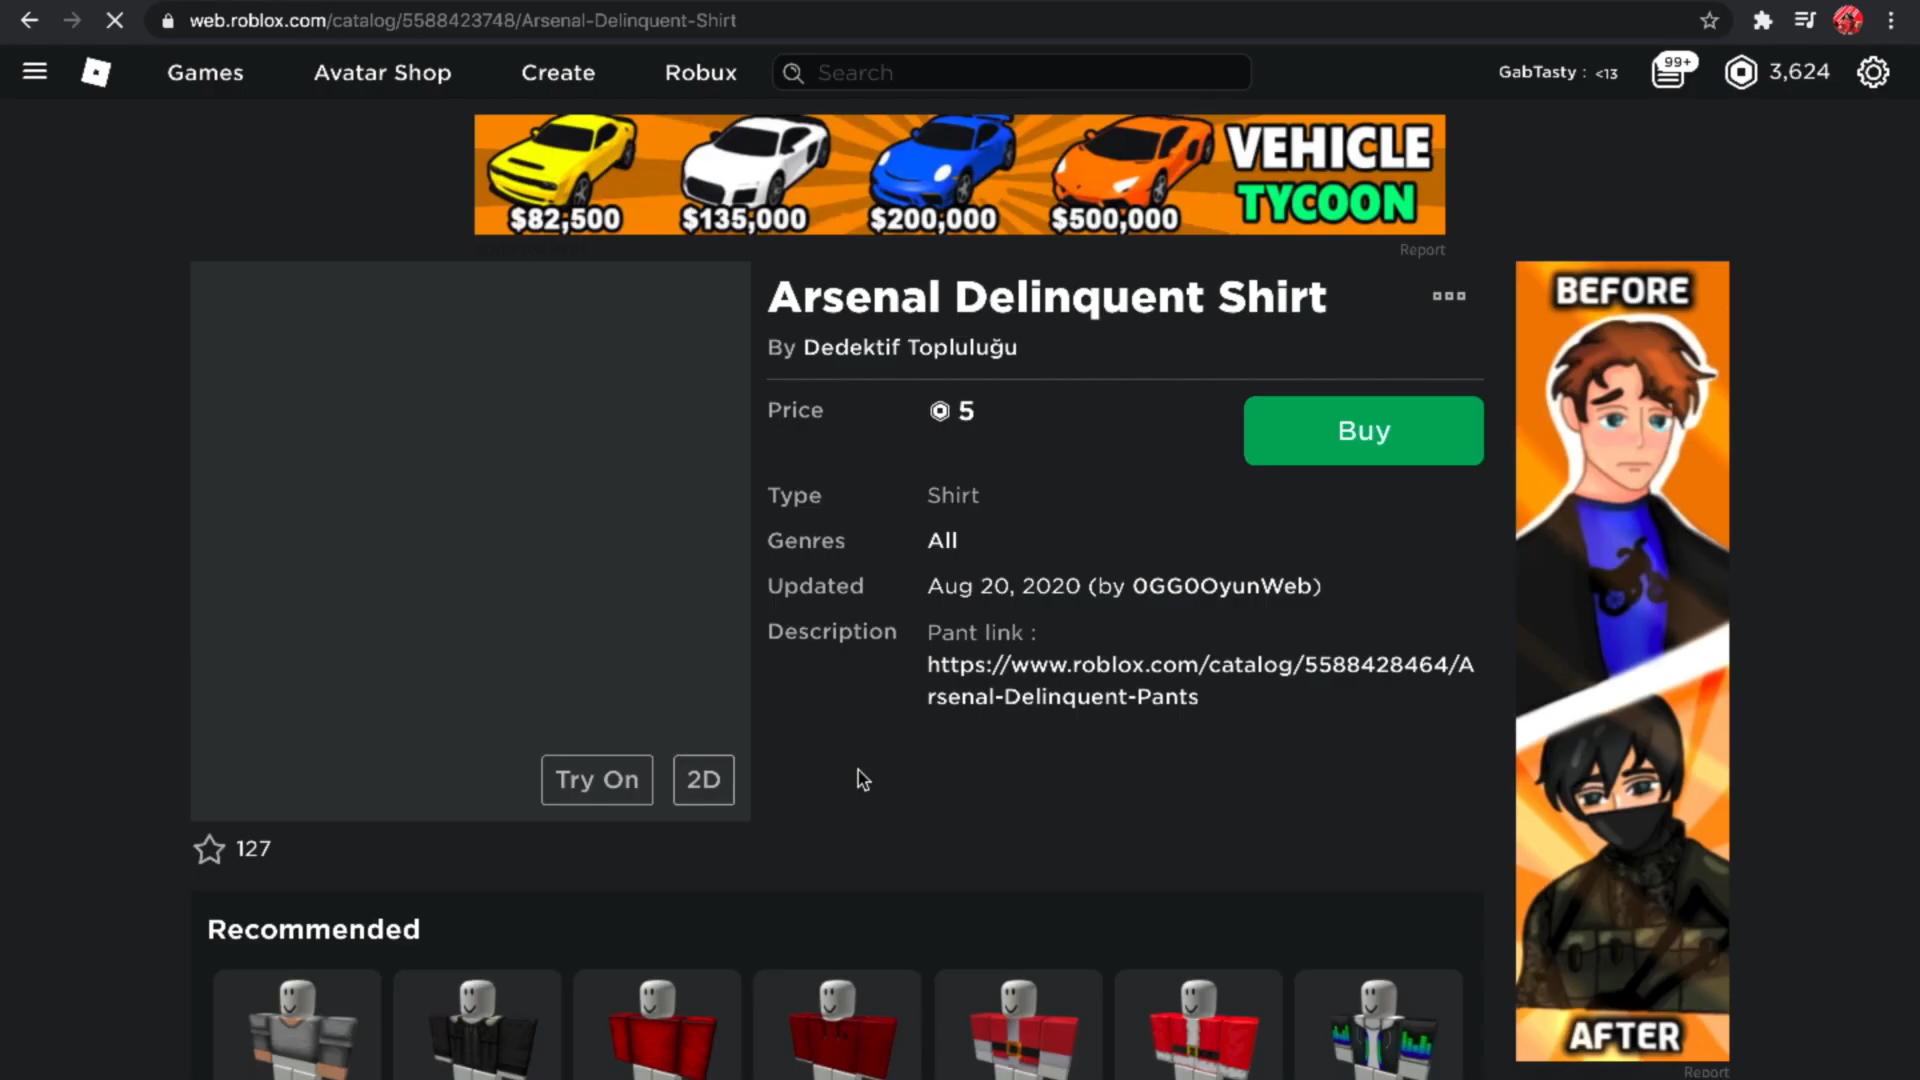 web.roblox.com/catalog/5588423748/Arsenal-Delinquent-Shirt
Games Avatar Shop Create Robux Search GabTasty : <13 99+ 3,624
$82,500 $135,000 $200,000 $500,000
VEHICLE
TYCOON
Report
Arsenal Delinquent Shirt
By Dedektif Topluluğu
Price 5
Buy
Type Shirt
Genres All
Updated Aug 20, 2020 (by 0GG0OyunWeb)
Description Pant link :
https://www.roblox.com/catalog/5588428464/A
rsenal-Delinquent-Pants
Try On 2D
127
Recommended
BEFORE
AFTER
Report